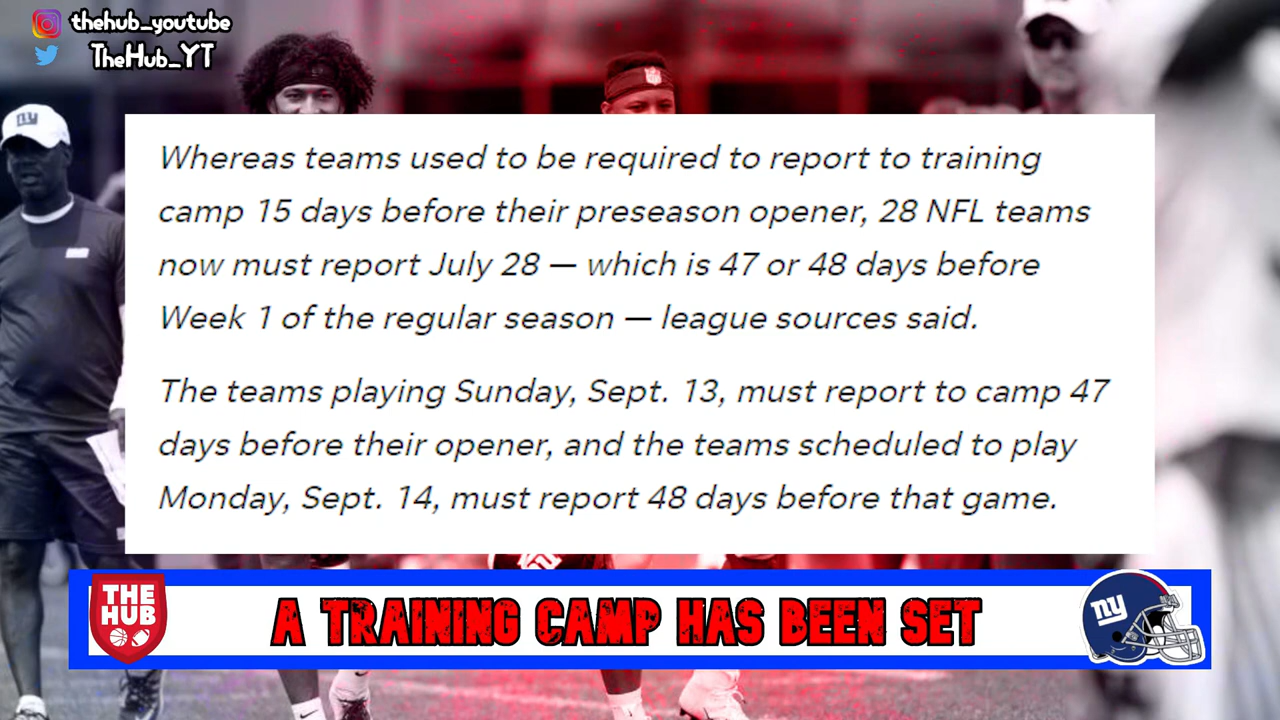 thehub_youtube
TheHub_YT
Whereas teams used to be required to report to training
camp 15 days before their preseason opener, 28 NFL teams
now must report July 28 — which is 47 or 48 days before
Week 1 of the regular season — league sources said.
The teams playing Sunday, Sept. 13, must report to camp 47
days before their opener, and the teams scheduled to play
Monday, Sept. 14, must report 48 days before that game.
THE
HUB
A TRAINING CAMP HAS BEEN SET
ny
ny
NFL